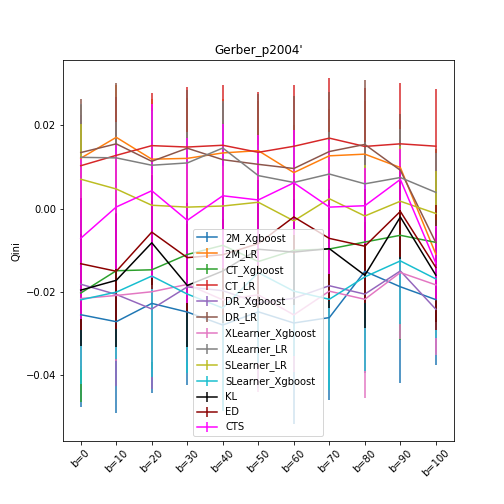 Gerber_p2004'
Qini
0.02
0.00
−0.02
−0.04
2M_Xgboost
2M_LR
CT_Xgboost
CT_LR
DR_Xgboost
DR_LR
XLearner_Xgboost
XLearner_LR
SLearner_LR
SLearner_Xgboost
KL
ED
CTS
b=0
b=10
b=20
b=30
b=40
b=50
b=60
b=70
b=80
b=90
b=100